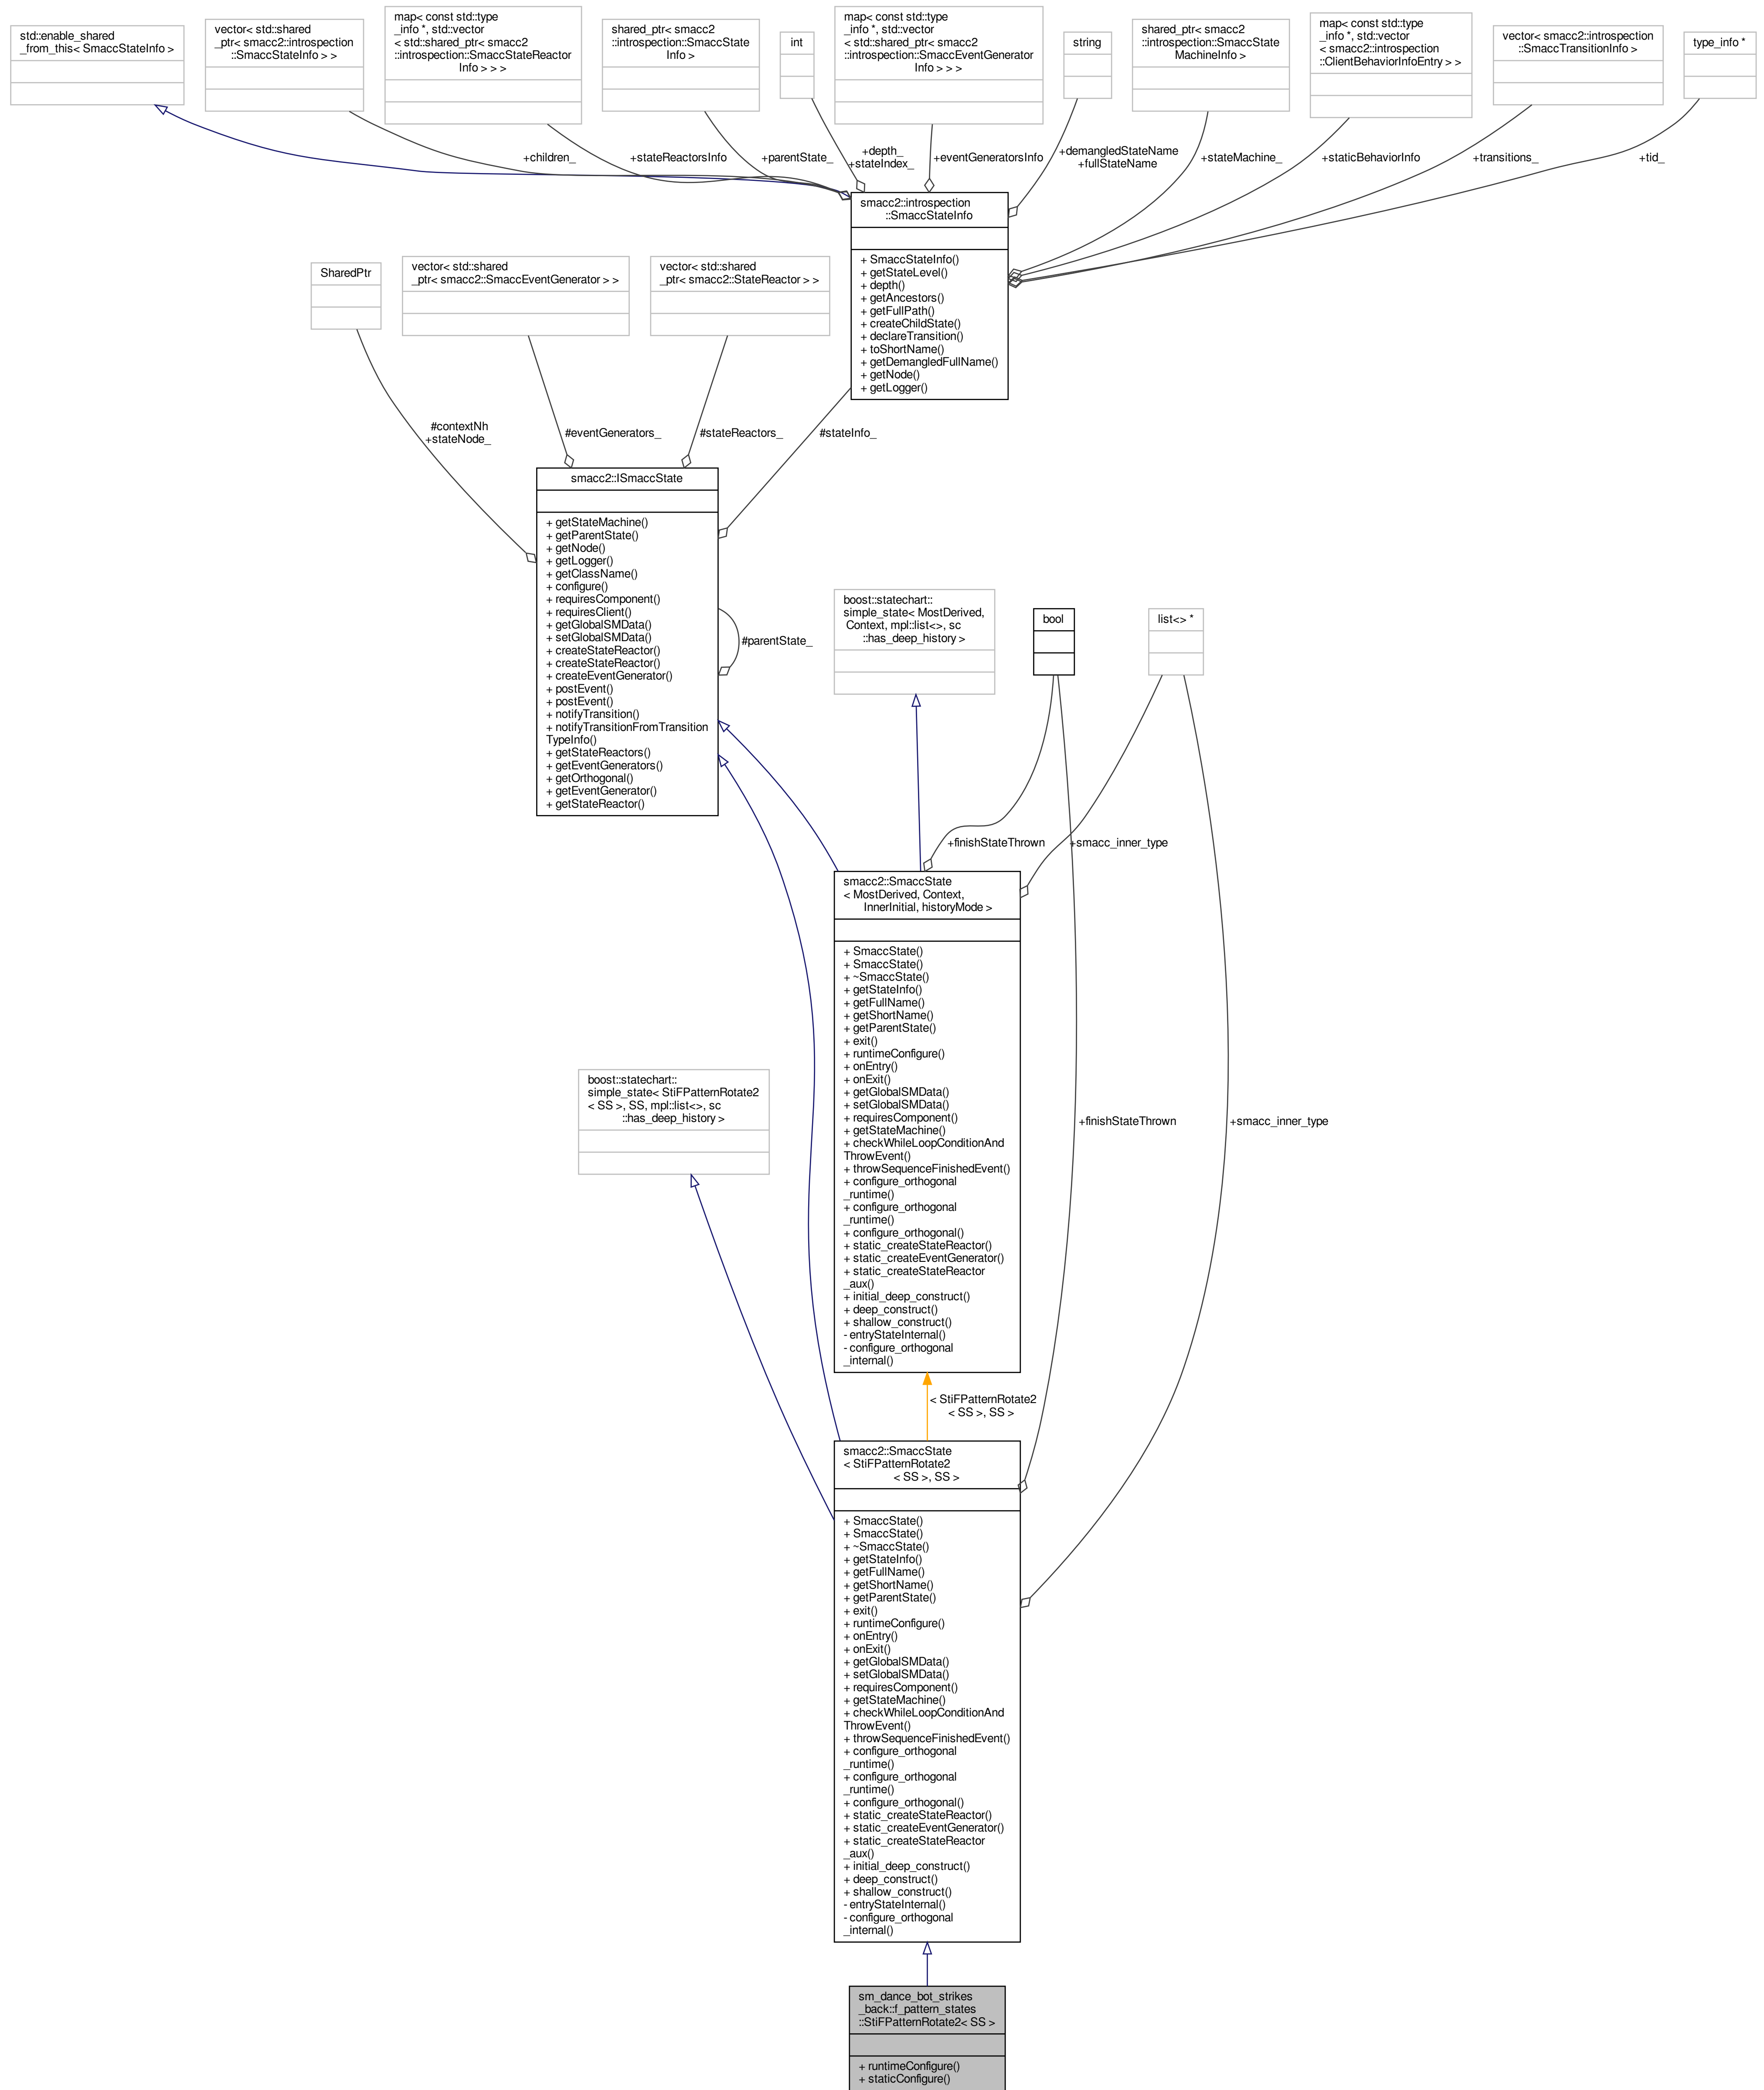 std::enable_shared
_from_this< SmaccStateInfo >
vector< std::shared
_ptr< smacc2::introspection
::SmaccStateInfo > >
map< const std::type
_info *, std::vector
< std::shared_ptr< smacc2
::introspection::SmaccStateReactor
Info > > >
shared_ptr< smacc2
::introspection::SmaccState
Info >
int
map< const std::type
_info *, std::vector
< std::shared_ptr< smacc2
::introspection::SmaccEventGenerator
Info > > >
string
shared_ptr< smacc2
::introspection::SmaccState
MachineInfo >
map< const std::type
_info *, std::vector
< smacc2::introspection
::ClientBehaviorInfoEntry > >
vector< smacc2::introspection
::SmaccTransitionInfo >
type_info *
+children_
+stateReactorsInfo
+parentState_
+depth_
+stateIndex_
+eventGeneratorsInfo
+demangledStateName
+fullStateName
+stateMachine_
+staticBehaviorInfo
+transitions_
+tid_
smacc2::introspection
::SmaccStateInfo
+ SmaccStateInfo()
+ getStateLevel()
+ depth()
+ getAncestors()
+ getFullPath()
+ createChildState()
+ declareTransition()
+ toShortName()
+ getDemangledFullName()
+ getNode()
+ getLogger()
SharedPtr
vector< std::shared
_ptr< smacc2::SmaccEventGenerator > >
vector< std::shared
_ptr< smacc2::StateReactor > >
#contextNh
+stateNode_
#eventGenerators_
#stateReactors_
#stateInfo_
smacc2::ISmaccState
+ getStateMachine()
+ getParentState()
+ getNode()
+ getLogger()
+ getClassName()
+ configure()
+ requiresComponent()
+ requiresClient()
+ getGlobalSMData()
+ setGlobalSMData()
+ createStateReactor()
+ createStateReactor()
+ createEventGenerator()
+ postEvent()
+ postEvent()
+ notifyTransition()
+ notifyTransitionFromTransition
TypeInfo()
+ getStateReactors()
+ getEventGenerators()
+ getOrthogonal()
+ getEventGenerator()
+ getStateReactor()
#parentState_
boost::statechart::
simple_state< MostDerived,
Context, mpl::list<>, sc
::has_deep_history >
bool
list<> *
+finishStateThrown
+smacc_inner_type
smacc2::SmaccState
< MostDerived, Context,
InnerInitial, historyMode >
+ SmaccState()
+ SmaccState()
+ ~SmaccState()
+ getStateInfo()
+ getFullName()
+ getShortName()
+ getParentState()
+ exit()
+ runtimeConfigure()
+ onEntry()
+ onExit()
+ getGlobalSMData()
+ setGlobalSMData()
+ requiresComponent()
+ getStateMachine()
+ checkWhileLoopConditionAnd
ThrowEvent()
+ throwSequenceFinishedEvent()
+ configure_orthogonal
_runtime()
+ configure_orthogonal
_runtime()
+ configure_orthogonal()
+ static_createStateReactor()
+ static_createEventGenerator()
+ static_createStateReactor
_aux()
+ initial_deep_construct()
+ deep_construct()
+ shallow_construct()
- entryStateInternal()
- configure_orthogonal
_internal()
boost::statechart::
simple_state< StiFPatternRotate2
< SS >, SS, mpl::list<>, sc
::has_deep_history >
+finishStateThrown
+smacc_inner_type
< StiFPatternRotate2
< SS >, SS >
smacc2::SmaccState
< StiFPatternRotate2
< SS >, SS >
+ SmaccState()
+ SmaccState()
+ ~SmaccState()
+ getStateInfo()
+ getFullName()
+ getShortName()
+ getParentState()
+ exit()
+ runtimeConfigure()
+ onEntry()
+ onExit()
+ getGlobalSMData()
+ setGlobalSMData()
+ requiresComponent()
+ getStateMachine()
+ checkWhileLoopConditionAnd
ThrowEvent()
+ throwSequenceFinishedEvent()
+ configure_orthogonal
_runtime()
+ configure_orthogonal
_runtime()
+ configure_orthogonal()
+ static_createStateReactor()
+ static_createEventGenerator()
+ static_createStateReactor
_aux()
+ initial_deep_construct()
+ deep_construct()
+ shallow_construct()
- entryStateInternal()
- configure_orthogonal
_internal()
sm_dance_bot_strikes
_back::f_pattern_states
::StiFPatternRotate2< SS >
+ runtimeConfigure()
+ staticConfigure()